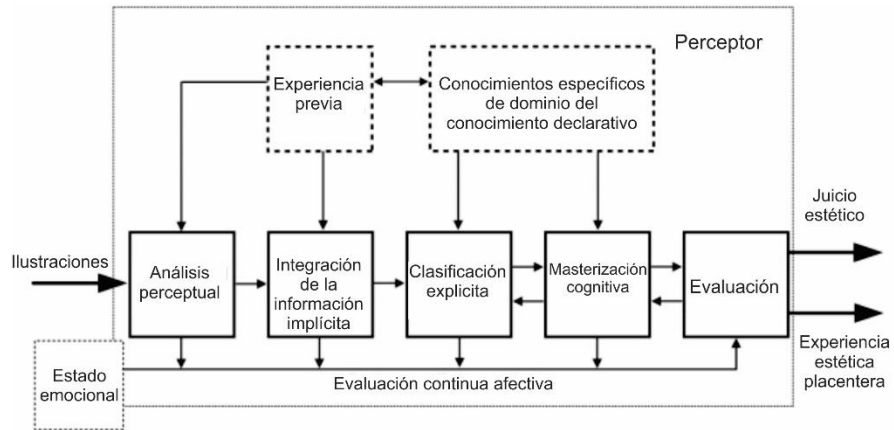 Perceptor
Experiencia
previa
Conocimientos específicos
de dominio del
conocimiento declarativo
Ilustraciones
Análisis
perceptual
Integración
de la
información
implícita
Clasificación
explicita
Masterización
cognitiva
Evaluación
Juicio
estético
Experiencia
estética
placentera
Estado
emocional
Evaluación continua afectiva